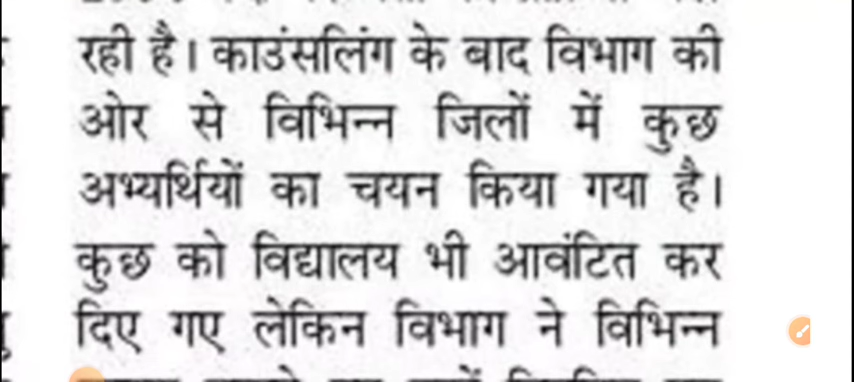 रही है। काउंसलिंग के बाद विभाग की
ओर से विभिन्न जिलों में कुछ
अभ्यर्थियों का चयन किया गया है।
कुछ को विद्यालय भी आवंटित कर
दिए गए लेकिन विभाग ने विभिन्न